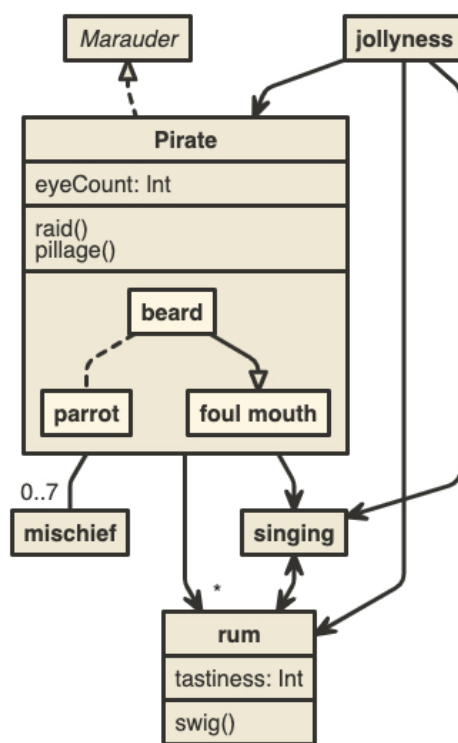 Marauder
jollyness
Pirate
eyeCount: Int
raid()
pillage()
beard
parrot
foul mouth
0..7
mischief
singing
*
rum
tastiness: Int
swig()